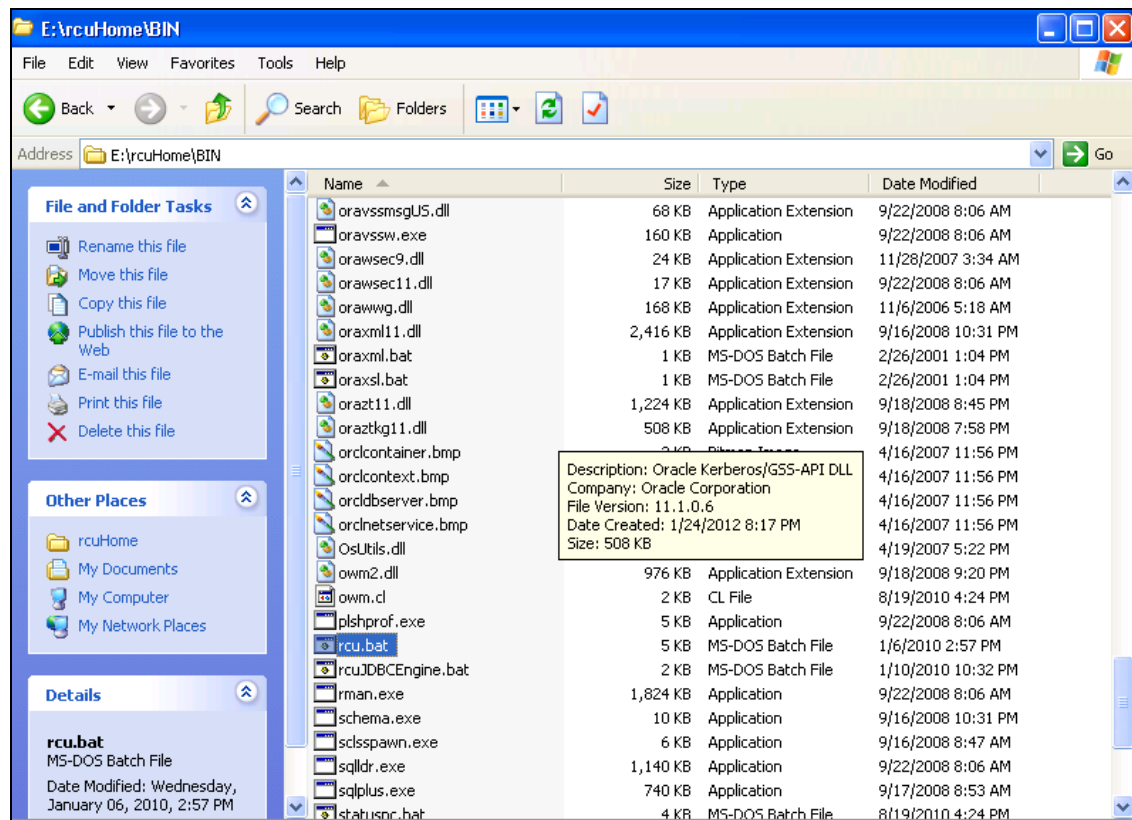 E:\rcuHome\BIN
File Edit View Favorites Tools Help
Back Search Folders
Address E:\rcuHome\BIN Go
File and Folder Tasks
Rename this file
Move this file
Copy this file
Publish this file to the
Web
E-mail this file
Print this file
Delete this file
Other Places
rcuHome
My Documents
My Computer
My Network Places
Details
rcu.bat
MS-DOS Batch File
Date Modified: Wednesday,
January 06, 2010, 2:57 PM
Name Size Type Date Modified
oravssmsgUS.dll 68 KB Application Extension 9/22/2008 8:06 AM
oravssw.exe 160 KB Application 9/22/2008 8:06 AM
orawsec9.dll 24 KB Application Extension 11/28/2007 3:34 AM
orawsec11.dll 17 KB Application Extension 9/22/2008 8:06 AM
orawwg.dll 168 KB Application Extension 11/6/2006 5:18 AM
oraxml11.dll 2,416 KB Application Extension 9/16/2008 10:31 PM
oraxml.bat 1 KB MS-DOS Batch File 2/26/2001 1:04 PM
oraxsl.bat 1 KB MS-DOS Batch File 2/26/2001 1:04 PM
orazt11.dll 1,224 KB Application Extension 9/18/2008 8:45 PM
oraztkg11.dll 508 KB Application Extension 9/18/2008 7:58 PM
orclcontainer.bmp 4/16/2007 11:56 PM
orclcontext.bmp 4/16/2007 11:56 PM
orcldbserver.bmp 4/16/2007 11:56 PM
orclnetservice.bmp 4/16/2007 11:56 PM
OsUtils.dll 4/19/2007 5:22 PM
Description: Oracle Kerberos/GSS-API DLL
Company: Oracle Corporation
File Version: 11.1.0.6
Date Created: 1/24/2012 8:17 PM
Size: 508 KB
owm2.dll 976 KB Application Extension 9/18/2008 9:20 PM
owm.cl 2 KB CL File 8/19/2010 4:24 PM
plshprof.exe 5 KB Application 9/22/2008 8:06 AM
rcu.bat 5 KB MS-DOS Batch File 1/6/2010 2:57 PM
rcuJDBCEngine.bat 2 KB MS-DOS Batch File 1/10/2010 10:32 PM
rman.exe 1,824 KB Application 9/22/2008 8:06 AM
schema.exe 10 KB Application 9/16/2008 10:31 PM
sclsspawn.exe 6 KB Application 9/16/2008 8:47 AM
sqlldr.exe 1,140 KB Application 9/22/2008 8:06 AM
sqlplus.exe 740 KB Application 9/17/2008 8:53 AM
statusnc.bat 4 KB MS-DOS Batch File 8/19/2010 4:24 PM